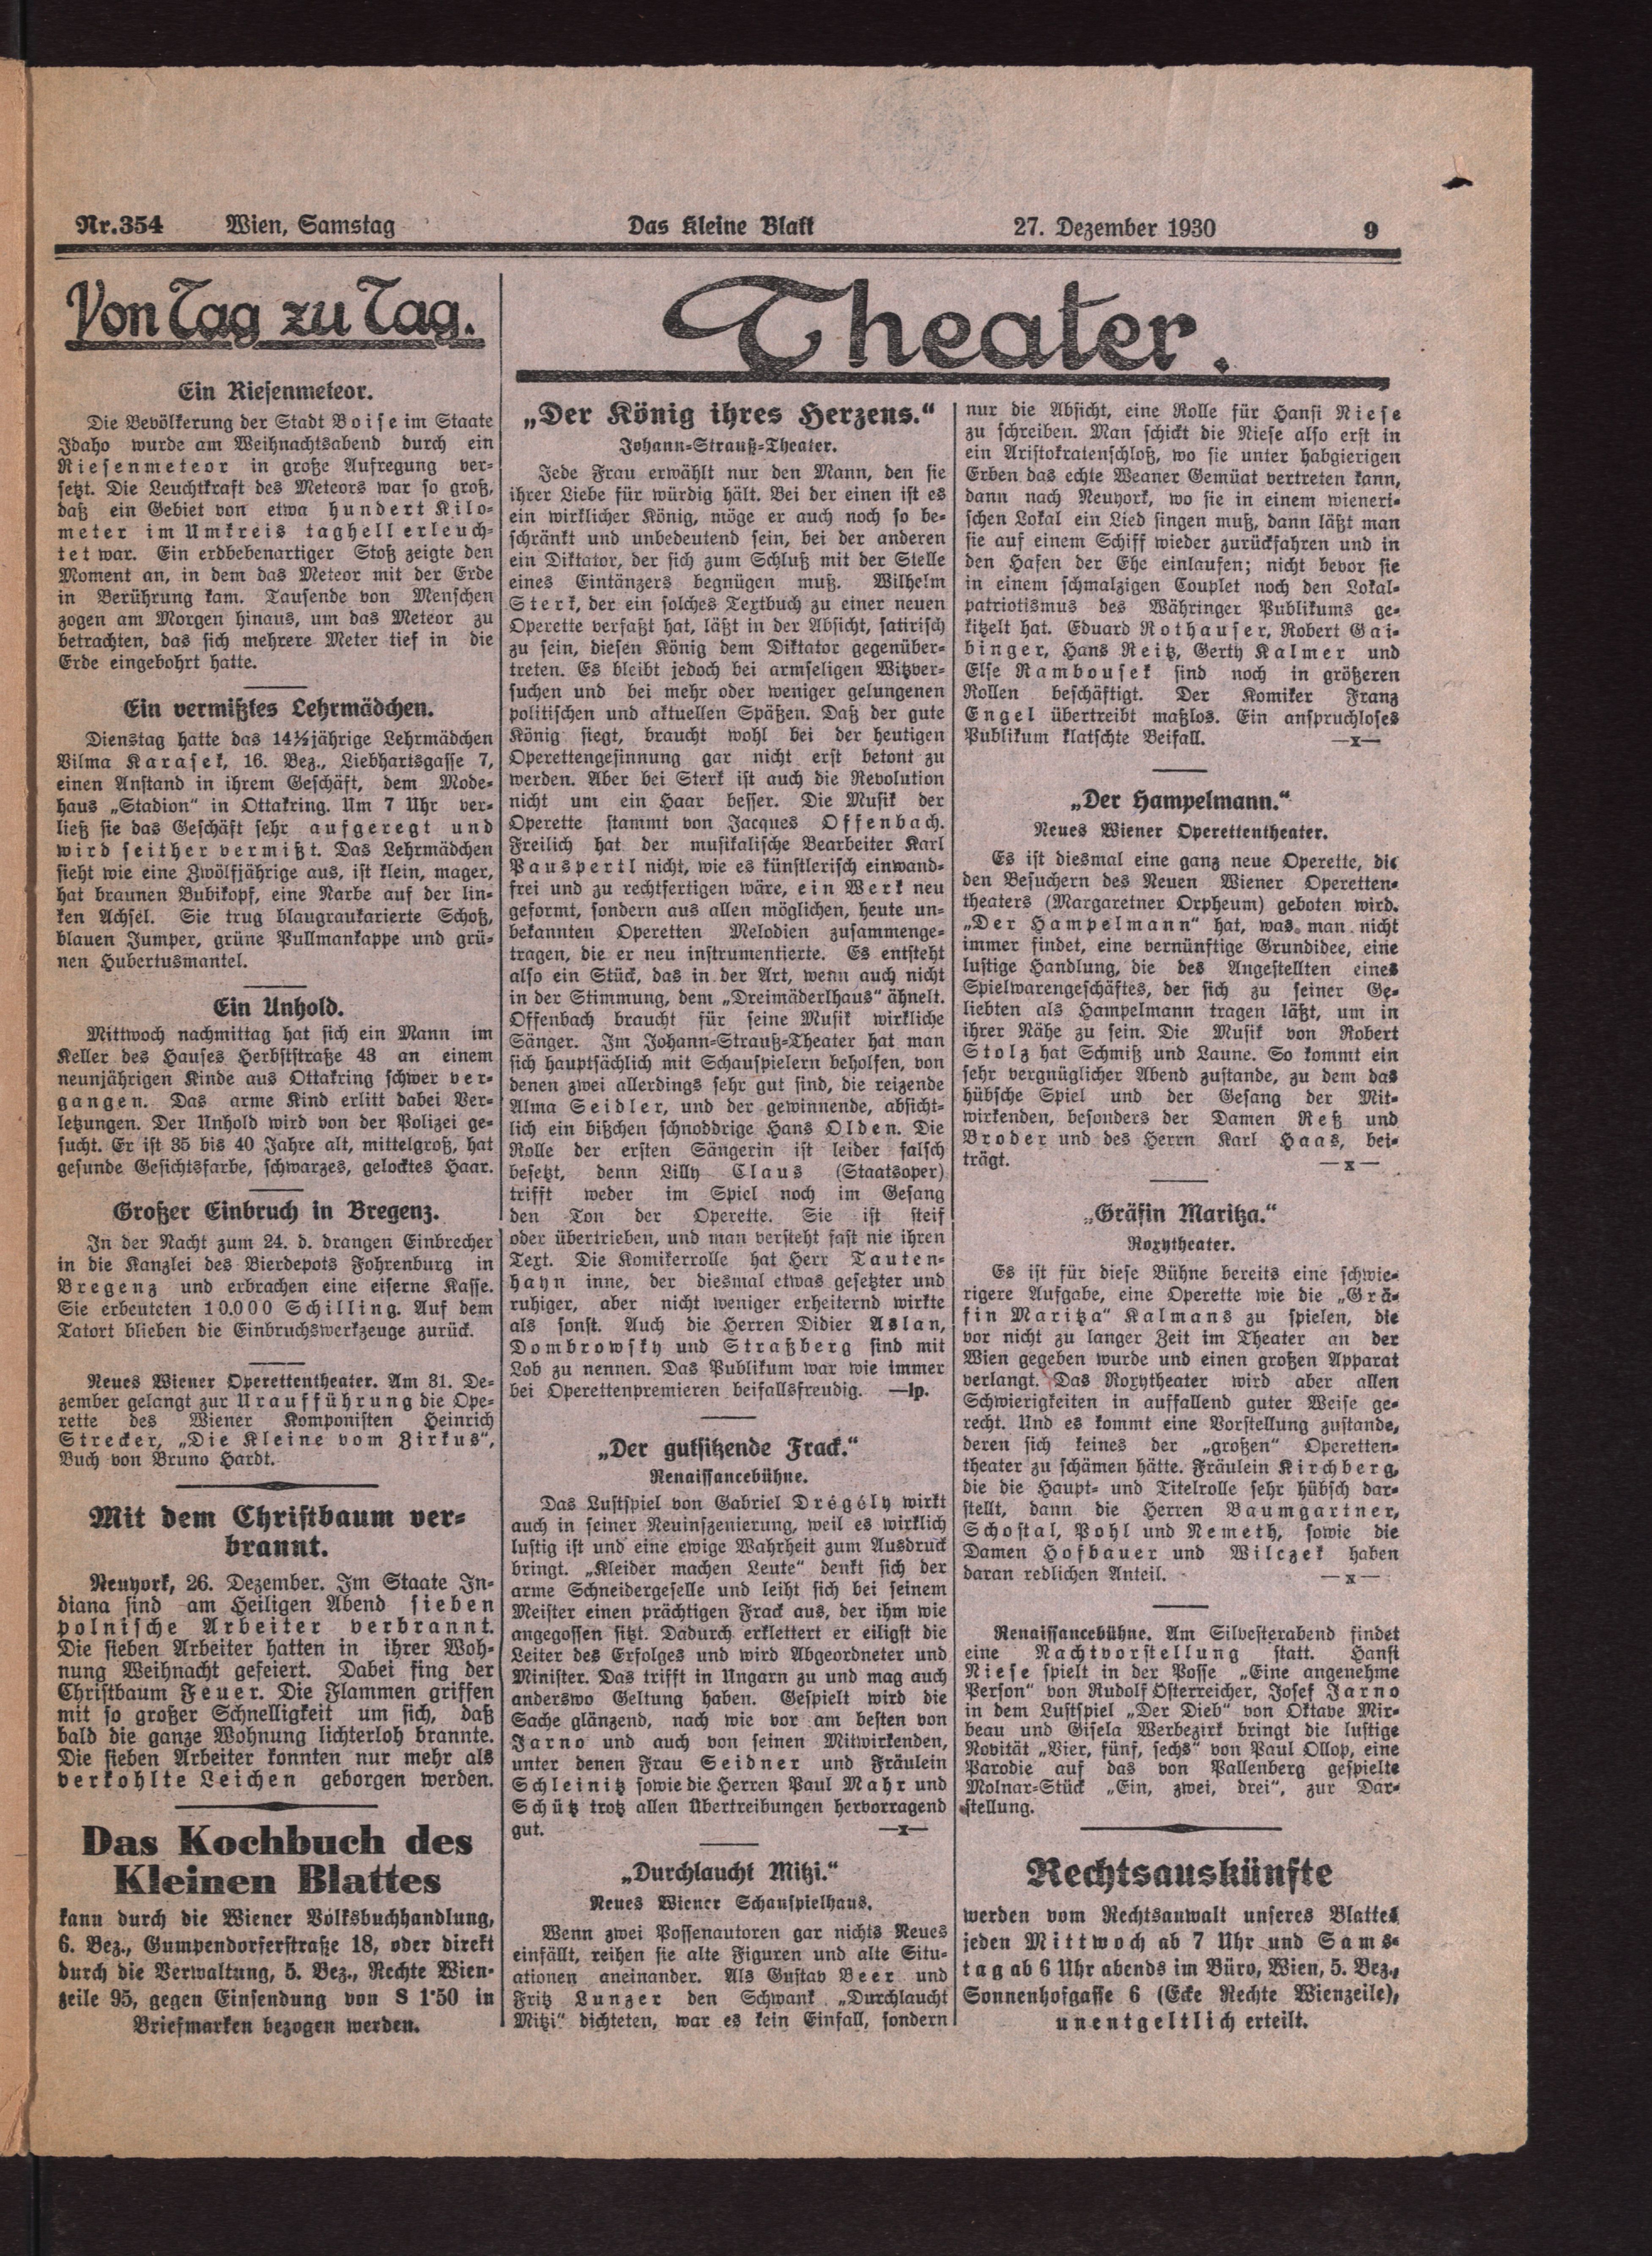 Nr.354 Wien, Samstag Das Kleine Blatt 27. Dezember 1930 9
Von Tag zu Tag.
Ein Riesenmeteor.
Die Bevölkerung der Stadt Boise im Staate
Idaho wurde am Weihnachtsabend durch ein
Riesenmeteor in große Aufregung ver-
setzt. Die Leuchtkraft des Meteors war so groß,
daß ein Gebiet von etwa hundert Kilo-
meter im Umkreis taghell erleuch-
tet war. Ein erdbebenartiger Stoß zeigte den
Moment an, in dem das Meteor mit der Erde
in Berührung kam. Tausende von Menschen
zogen am Morgen hinaus, um das Meteor zu
betrachten, das sich mehrere Meter tief in die
Erde eingebohrt hatte.
Ein vermißtes Lehrmädchen.
Dienstag hatte das 14½jährige Lehrmädchen
Vilma Karasek, 16. Bez., Liebhartsgasse 7,
einen Anstand in ihrem Geschäft, dem Mode-
haus „Stadion“ in Ottakring. Um 7 Uhr ver-
ließ sie das Geschäft sehr aufgeregt und
wird seither vermißt. Das Lehrmädchen
sieht wie eine Zwölfjährige aus, ist klein, mager,
hat braunen Bubikopf, eine Narbe auf der lin-
ken Achsel. Sie trug blaugraukarierte Schoß,
blauen Jumper, grüne Pullmankappe und grü-
nen Hubertusmantel.
Ein Unhold.
Mittwoch nachmittag hat sich ein Mann im
Keller des Hauses Herbststraße 43 an einem
neunjährigen Kinde aus Ottakring schwer ver-
gangen. Das arme Kind erlitt dabei Ver-
letzungen. Der Unhold wird von der Polizei ge-
sucht. Er ist 35 bis 40 Jahre alt, mittelgroß, hat
gesunde Gesichtsfarbe, schwarzes, gelocktes Haar.
Großer Einbruch in Bregenz.
In der Nacht zum 24. d. drangen Einbrecher
in die Kanzlei des Bierdepots Fohrenburg in
Bregenz und erbrachen eine eiserne Kasse.
Sie erbeuteten 10.000 Schilling. Auf dem
Tatort blieben die Einbruchswerkzeuge zurück.
Neues Wiener Operettentheater. Am 31. De-
zember gelangt zur Uraufführung die Ope-
rette des Wiener Komponisten Heinrich
Strecker, „Die Kleine vom Zirkus“,
Buch von Bruno Hardt.
Mit dem Christbaum ver-
brannt.
Neuyork, 26. Dezember. Im Staate In-
diana sind am Heiligen Abend sieben
polnische Arbeiter verbrannt.
Die sieben Arbeiter hatten in ihrer Woh-
nung Weihnacht gefeiert. Dabei fing der
Christbaum Feuer. Die Flammen griffen
mit so großer Schnelligkeit um sich, daß
bald die ganze Wohnung lichterloh brannte.
Die sieben Arbeiter konnten nur mehr als
verkohlte Leichen geborgen werden.
Das Kochbuch des
Kleinen Blattes
kann durch die Wiener Volksbuchhandlung,
6. Bez., Gumpendorferstraße 18, oder direkt
durch die Verwaltung, 5. Bez., Rechte Wien-
zeile 95, gegen Einsendung von S 1·50 in
Briefmarken bezogen werden.
Theater.
„Der König ihres Herzens.“
Johann-Strauß-Theater.
Jede Frau erwählt nur den Mann, den sie
ihrer Liebe für würdig hält. Bei der einen ist es
ein wirklicher König, möge er auch noch so be-
schränkt und unbedeutend sein, bei der anderen
ein Diktator, der sich zum Schluß mit der Stelle
eines Eintänzers begnügen muß. Wilhelm
Sterk, der ein solches Textbuch zu einer neuen
Operette verfaßt hat, läßt in der Absicht, satirisch
zu sein, diesen König dem Diktator gegenüber-
treten. Es bleibt jedoch bei armseligen Witzver-
suchen und bei mehr oder weniger gelungenen
politischen und aktuellen Späßen. Daß der gute
König siegt, braucht wohl bei der heutigen
Operettengesinnung gar nicht erst betont zu
werden. Aber bei Sterk ist auch die Revolution
nicht um ein Haar besser. Die Musik der
Operette stammt von Jacques Offenbach.
Freilich hat der musikalische Bearbeiter Karl
Pauspertl nicht, wie es künstlerisch einwand-
frei und zu rechtfertigen wäre, ein Werk neu
geformt, sondern aus allen möglichen, heute un-
bekannten Operetten Melodien zusammenge-
tragen, die er neu instrumentierte. Es entsteht
also ein Stück, das in der Art, wenn auch nicht
in der Stimmung, dem „Dreimäderlhaus“ ähnelt.
Offenbach braucht für seine Musik wirkliche
Sänger. Im Johann-Strauß-Theater hat man
sich hauptsächlich mit Schauspielern beholfen, von
denen zwei allerdings sehr gut sind, die reizende
Alma Seidler, und der gewinnende, absicht-
lich ein bißchen schnoddrige Hans Olden. Die
Rolle der ersten Sängerin ist leider falsch
besetzt, denn Lilly Claus (Staatsoper)
trifft weder im Spiel noch im Gesang
den Ton der Operette. Sie ist steif
oder übertrieben, und man versteht fast nie ihren
Text. Die Komikerrolle hat Herr Tauten-
hayn inne, der diesmal etwas gesetzter und
ruhiger, aber nicht weniger erheiternd wirkte
als sonst. Auch die Herren Didier Aslan,
Dombrowsky und Straßberg sind mit
Lob zu nennen. Das Publikum war wie immer
bei Operettenpremieren beifallsfreudig. —lp.
„Der gutsitzende Frack.“
Renaissancebühne.
Das Lustspiel von Gabriel Drégély wirkt
auch in seiner Neuinszenierung, weil es wirklich
lustig ist und eine ewige Wahrheit zum Ausdruck
bringt. „Kleider machen Leute“ denkt sich der
arme Schneidergeselle und leiht sich bei seinem
Meister einen prächtigen Frack aus, der ihm wie
angegossen sitzt. Dadurch erklettert er eiligst die
Leiter des Erfolges und wird Abgeordneter und
Minister. Das trifft in Ungarn zu und mag auch
anderswo Geltung haben. Gespielt wird die
Sache glänzend, nach wie vor am besten von
Jarno und auch von seinen Mitwirkenden,
unter denen Frau Seidner und Fräulein
Schleinitz sowie die Herren Paul Mahr und
Schütz trotz allen Übertreibungen hervorragend
gut. —x—
„Durchlaucht Mitzi.“
Neues Wiener Schauspielhaus.
Wenn zwei Possenautoren gar nichts Neues
einfällt, reihen sie alte Figuren und alte Situ-
ationen aneinander. Als Gustav Beer und
Fritz Lunzer den Schwank „Durchlaucht
Mitzi“ dichteten, war es kein Einfall, sondern
nur die Absicht, eine Rolle für Hansi Niese
zu schreiben. Man schickt die Niese also erst in
ein Aristokratenschloß, wo sie unter habgierigen
Erben das echte Weaner Gemüat vertreten kann,
dann nach Neuyork, wo sie in einem wieneri-
schen Lokal ein Lied singen muß, dann läßt man
sie auf einem Schiff wieder zurückfahren und in
den Hafen der Ehe einlaufen; nicht bevor sie
in einem schmalzigen Couplet noch den Lokal-
patriotismus des Währinger Publikums ge-
kitzelt hat. Eduard Rothauser, Robert Gai-
binger, Hans Reitz, Gerty Kalmer und
Else Rambousek sind noch in größeren
Rollen beschäftigt. Der Komiker Franz
Engel übertreibt maßlos. Ein anspruchloses
Publikum klatschte Beifall. —x—
„Der Hampelmann.“
Neues Wiener Operettentheater.
Es ist diesmal eine ganz neue Operette, die
den Besuchern des Neuen Wiener Operetten-
theaters (Margaretner Orpheum) geboten wird.
„Der Hampelmann“ hat, was man nicht
immer findet, eine vernünftige Grundidee, eine
lustige Handlung, die des Angestellten eines
Spielwarengeschäftes, der sich zu seiner Ge-
liebten als Hampelmann tragen läßt, um in
ihrer Nähe zu sein. Die Musik von Robert
Stolz hat Schmiß und Laune. So kommt ein
sehr vergnüglicher Abend zustande, zu dem das
hübsche Spiel und der Gesang der Mit-
wirkenden, besonders der Damen Reß und
Broder und des Herrn Karl Haas, bei-
trägt. —x—
„Gräfin Maritza.“
Roxytheater.
Es ist für diese Bühne bereits eine schwie-
rigere Aufgabe, eine Operette wie die „Grä-
fin Maritza“ Kalmans zu spielen, die
vor nicht zu langer Zeit im Theater an der
Wien gegeben wurde und einen großen Apparat
verlangt. Das Roxytheater wird aber allen
Schwierigkeiten in auffallend guter Weise ge-
recht. Und es kommt eine Vorstellung zustande,
deren sich keines der „großen“ Operetten-
theater zu schämen hätte. Fräulein Kirchberg,
die die Haupt- und Titelrolle sehr hübsch dar-
stellt, dann die Herren Baumgartner,
Schostal, Pohl und Nemeth, sowie die
Damen Hofbauer und Wilczek haben
daran redlichen Anteil. —x—
Renaissancebühne. Am Silvesterabend findet
eine Nachtvorstellung statt. Hansi
Niese spielt in der Posse „Eine angenehme
Person“ von Rudolf Österreicher, Josef Jarno
in dem Lustspiel „Der Dieb“ von Oktave Mir-
beau und Gisela Werbezirk bringt die lustige
Novität „Vier, fünf, sechs“ von Paul Ollop, eine
Parodie auf das von Pallenberg gespielte
Molnar-Stück „Ein, zwei, drei“, zur Dar-
stellung.
Rechtsauskünfte
werden vom Rechtsanwalt unseres Blattes
jeden Mittwoch ab 7 Uhr und Sams-
tag ab 6 Uhr abends im Büro, Wien, 5. Bez.,
Sonnenhofgasse 6 (Ecke Rechte Wienzeile),
unentgeltlich erteilt.